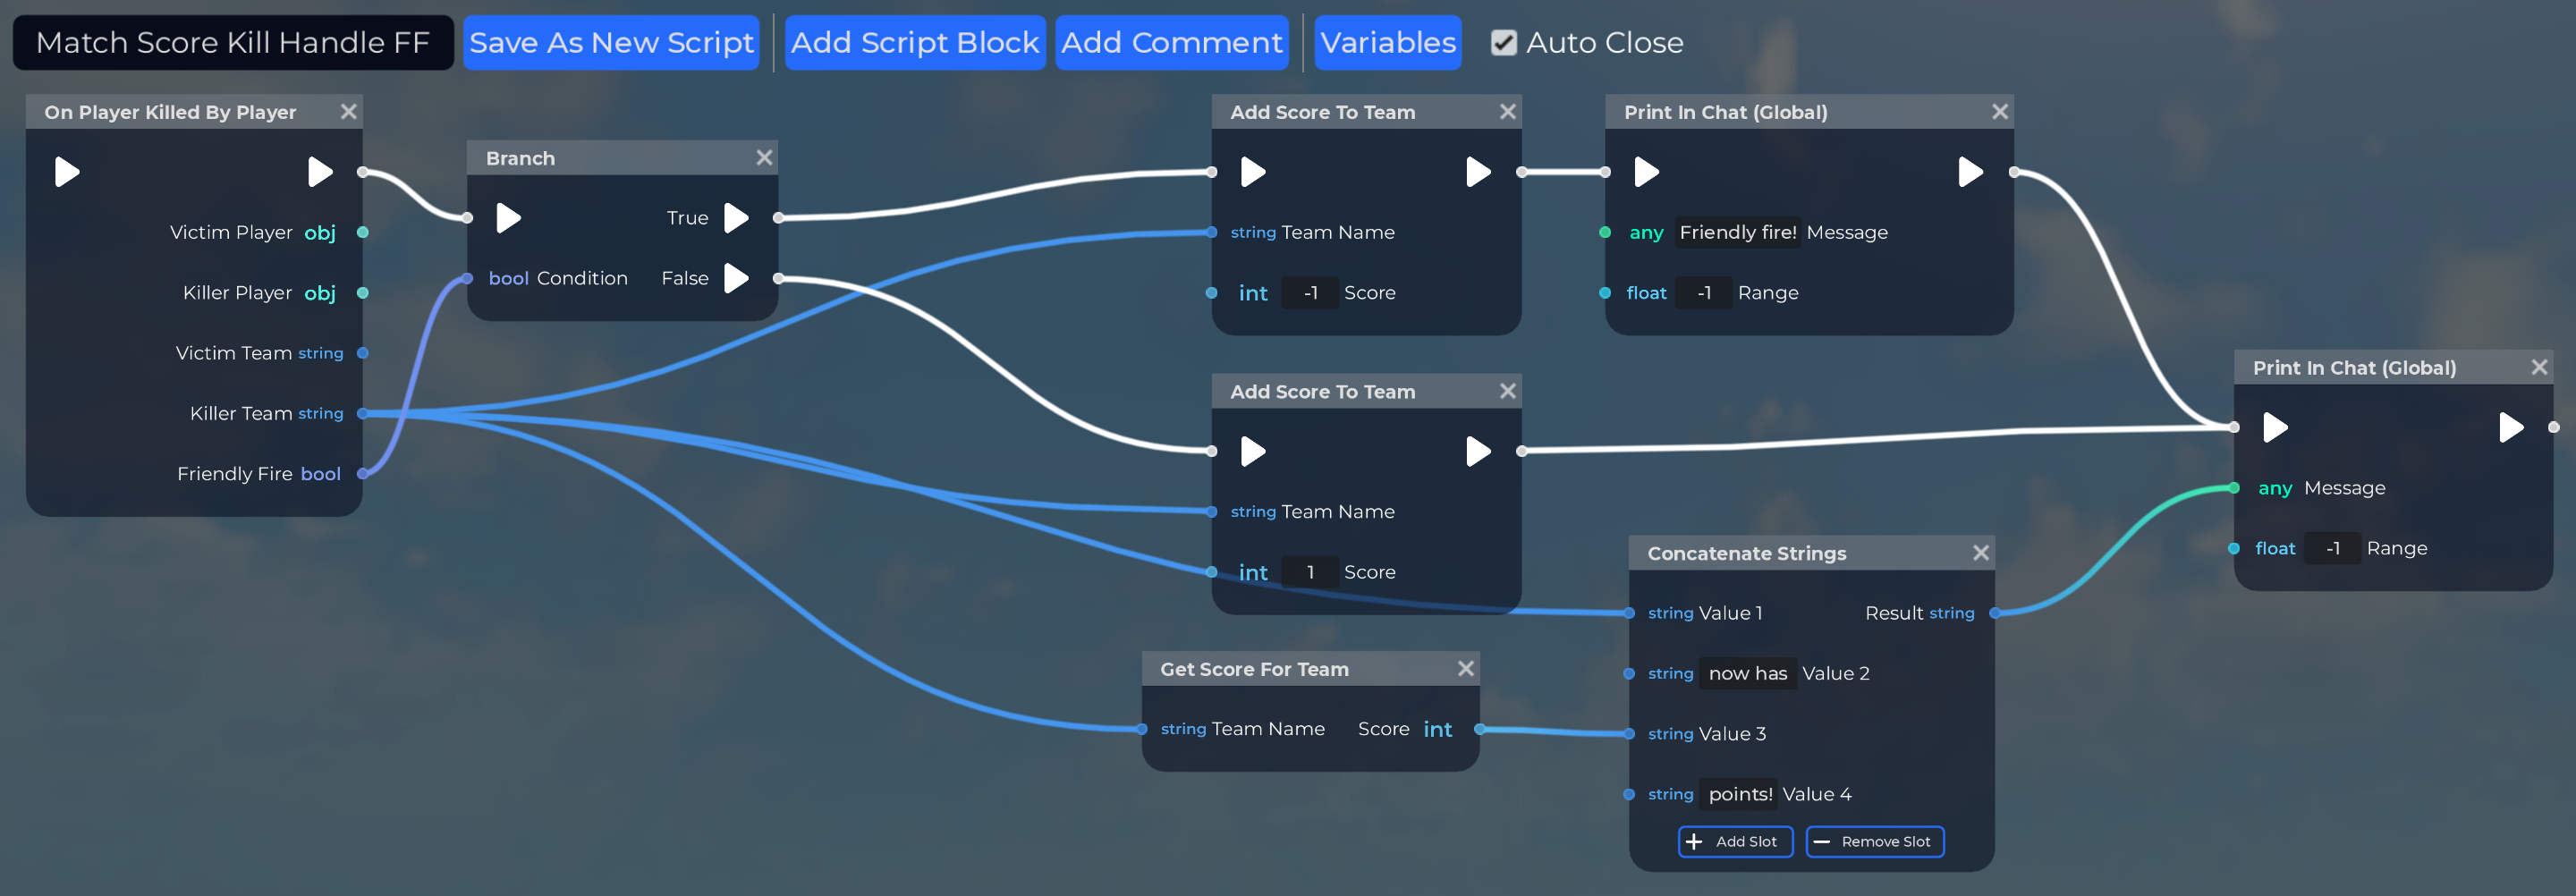 Match Score Kill Handle FF
Save As New Script
Add Script Block
Add Comment
Variables
Auto Close
On Player Killed By Player
Victim Player obj
Killer Player obj
Victim Team string
Killer Team string
Friendly Fire bool
Branch
True
bool Condition False
Add Score To Team
string Team Name
int -1 Score
Print In Chat (Global)
any Friendly fire! Message
float -1 Range
Add Score To Team
string Team Name
int 1 Score
Get Score For Team
string Team Name Score int
Concatenate Strings
string Value 1 Result string
string now has Value 2
string Value 3
string points! Value 4
Add Slot
Remove Slot
Print In Chat (Global)
any Message
float -1 Range